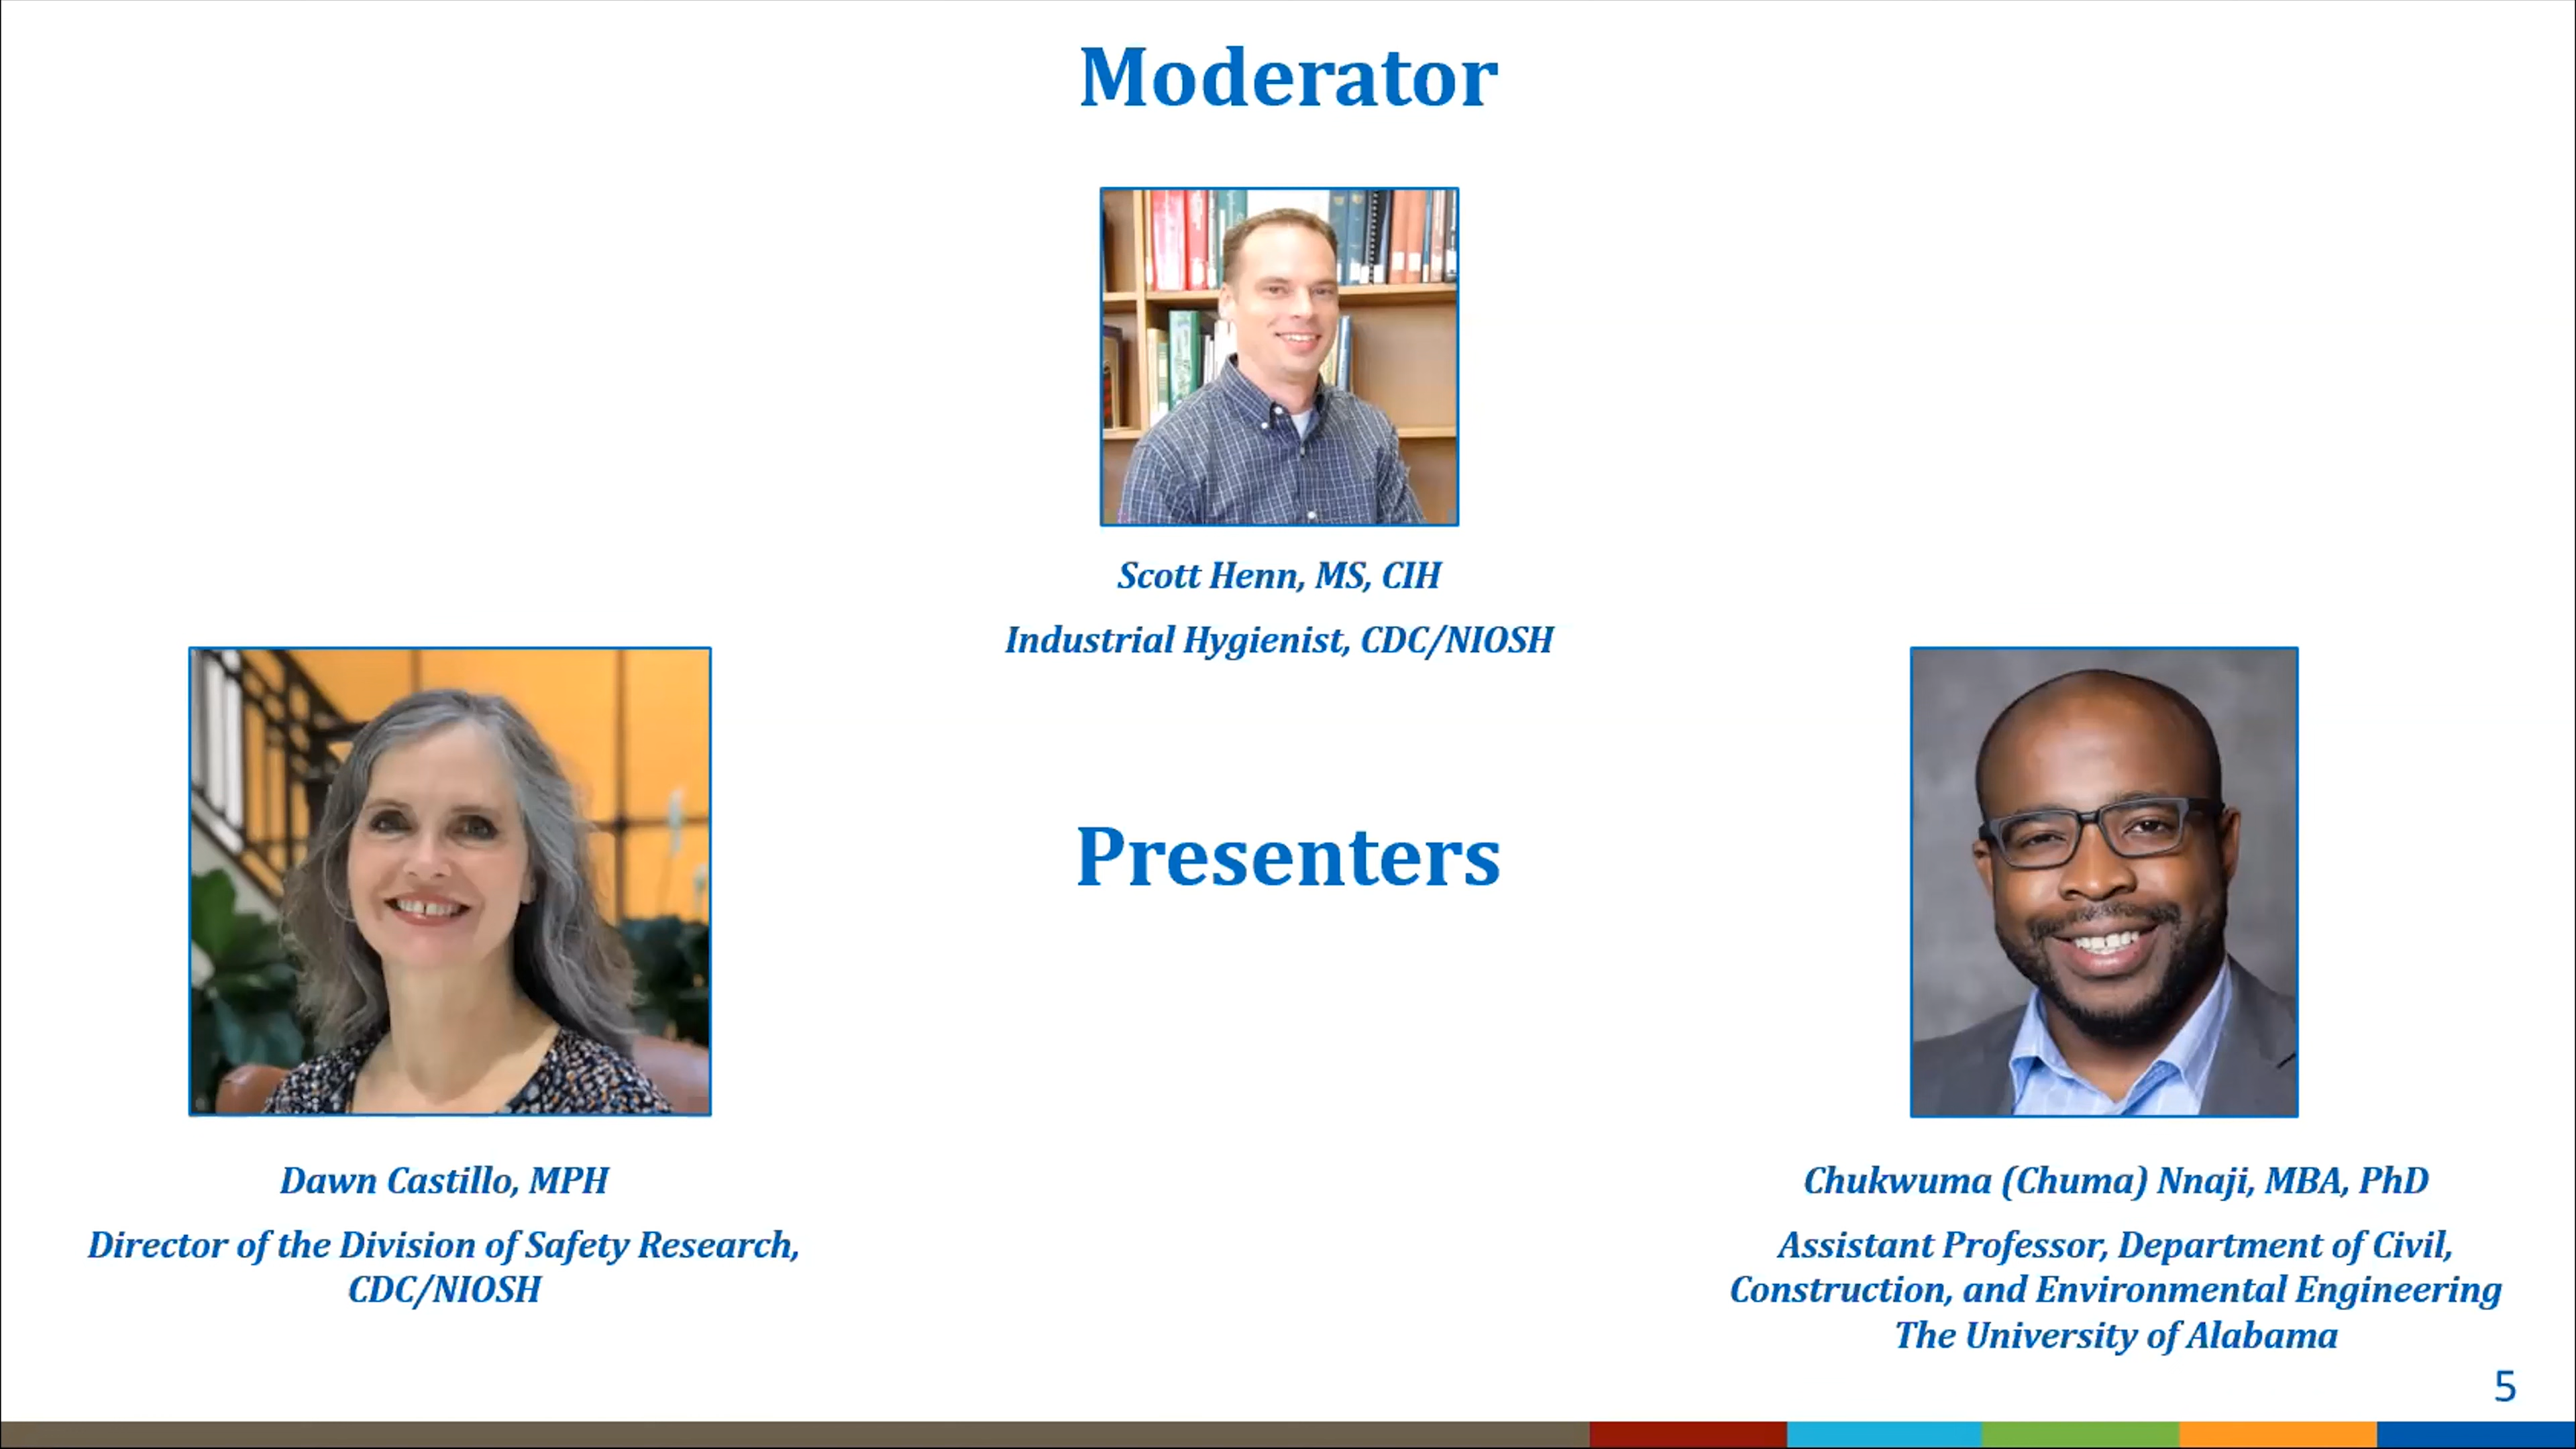 Moderator
Scott Henn, MS, CIH
Industrial Hygienist, CDC/NIOSH
Presenters
Dawn Castillo, MPH
Director of the Division of Safety Research,
CDC/NIOSH
Chukwuma (Chuma) Nnaji, MBA, PhD
Assistant Professor, Department of Civil,
Construction, and Environmental Engineering
The University of Alabama
5